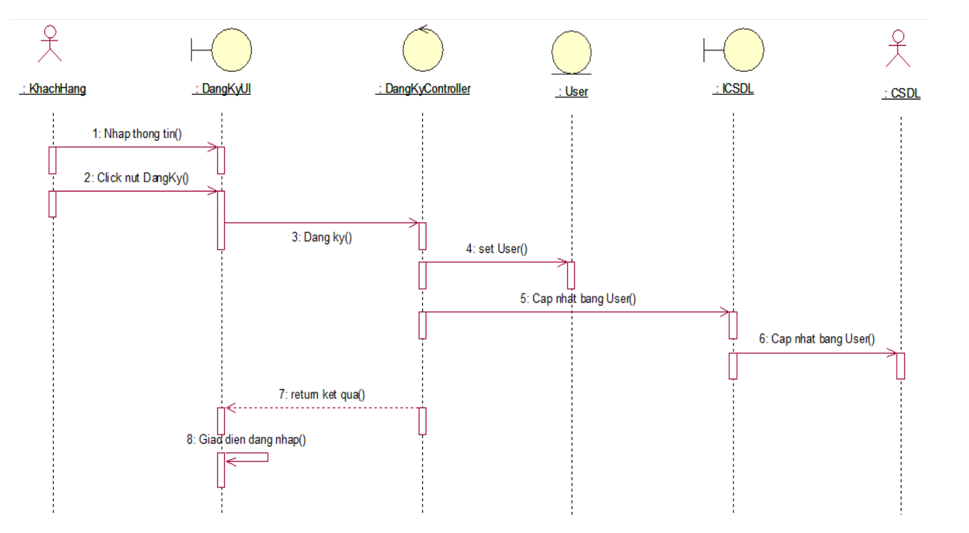 : KhachHang
: DangKyUI
: DangKyController
: User
: ICSDL
: CSDL
1: Nhap thong tin()
2: Click nut DangKy()
3: Dang ky()
4: set User()
5: Cap nhat bang User()
6: Cap nhat bang User()
7: return ket qua()
8: Giao dien dang nhap()